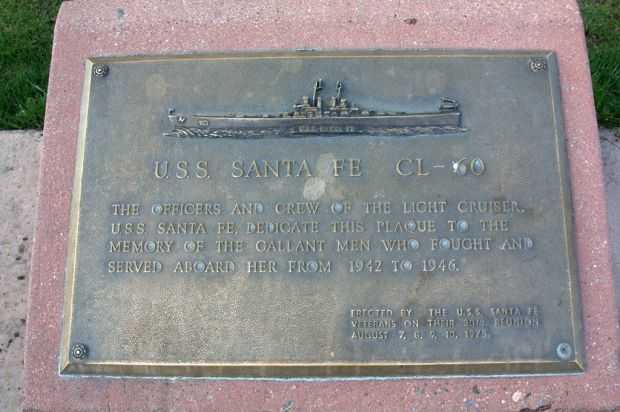 U.S.S. SANTA FE CL-60
THE OFFICERS AND CREW OF THE LIGHT CRUISER,
U.S.S. SANTA FE, DEDICATE THIS PLAQUE TO THE
MEMORY OF THE GALLANT MEN WHO FOUGHT AND
SERVED ABOARD HER FROM 1942 TO 1946.
ERECTED BY THE U.S.S. SANTA FE
VETERANS ON THEIR REUNION
AUGUST 7, 8, 9, 10, 1975.